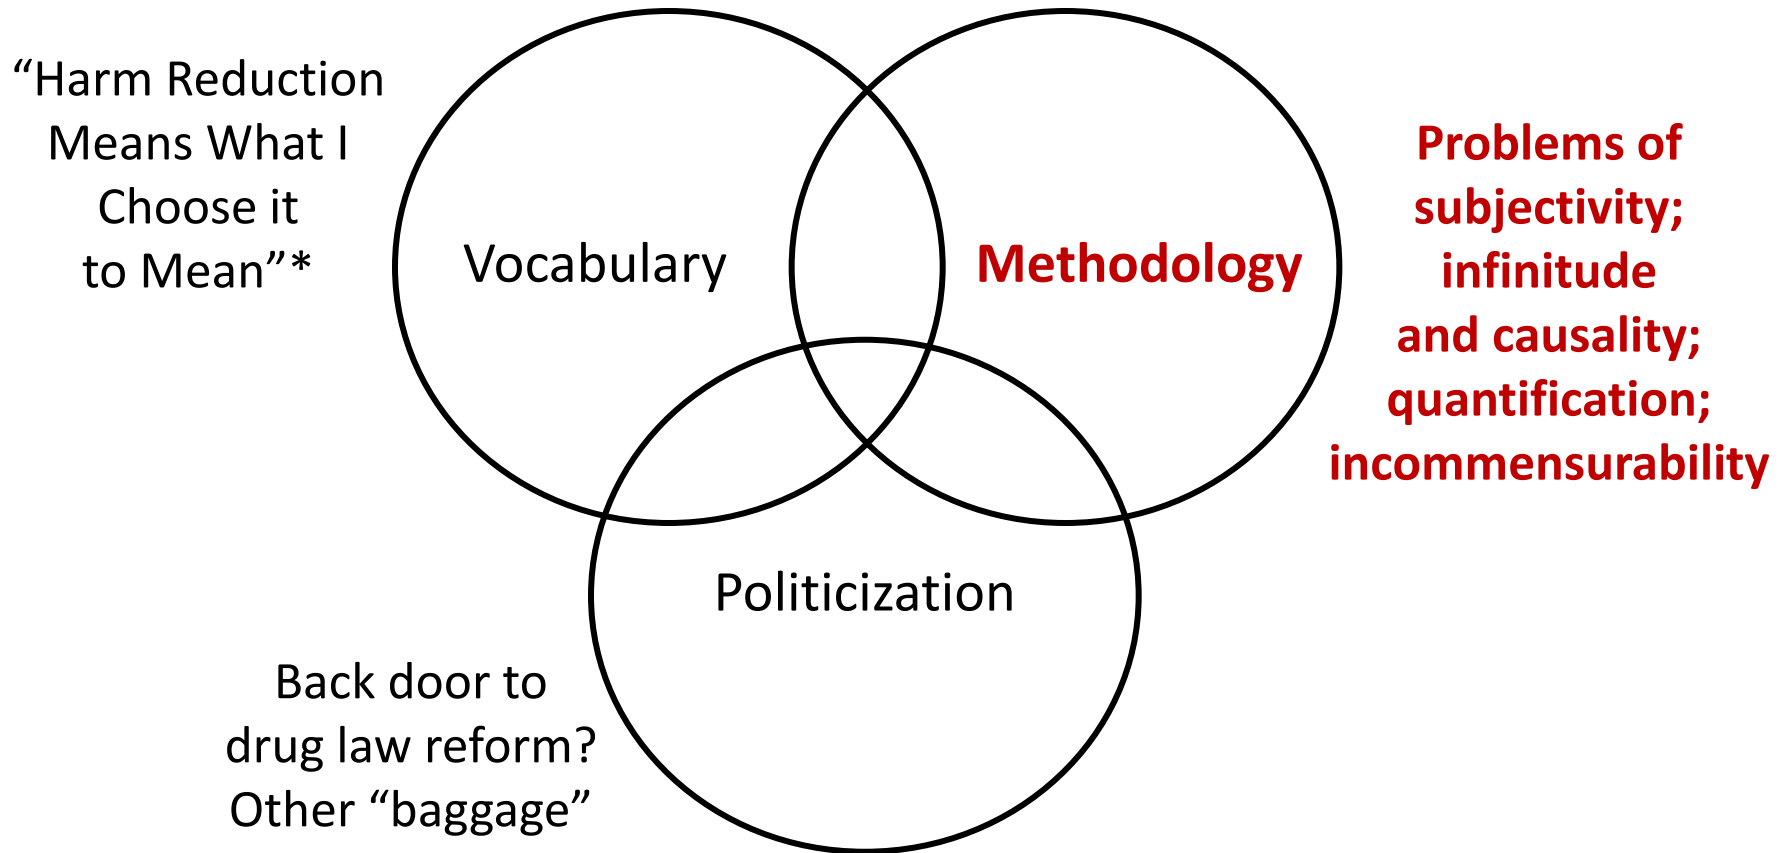 “Harm Reduction
Means What I
Choose it
to Mean”*
Vocabulary
Methodology
Problems of
subjectivity;
infinitude
and causality;
quantification;
incommensurability
Politicization
Back door to
drug law reform?
Other “baggage”